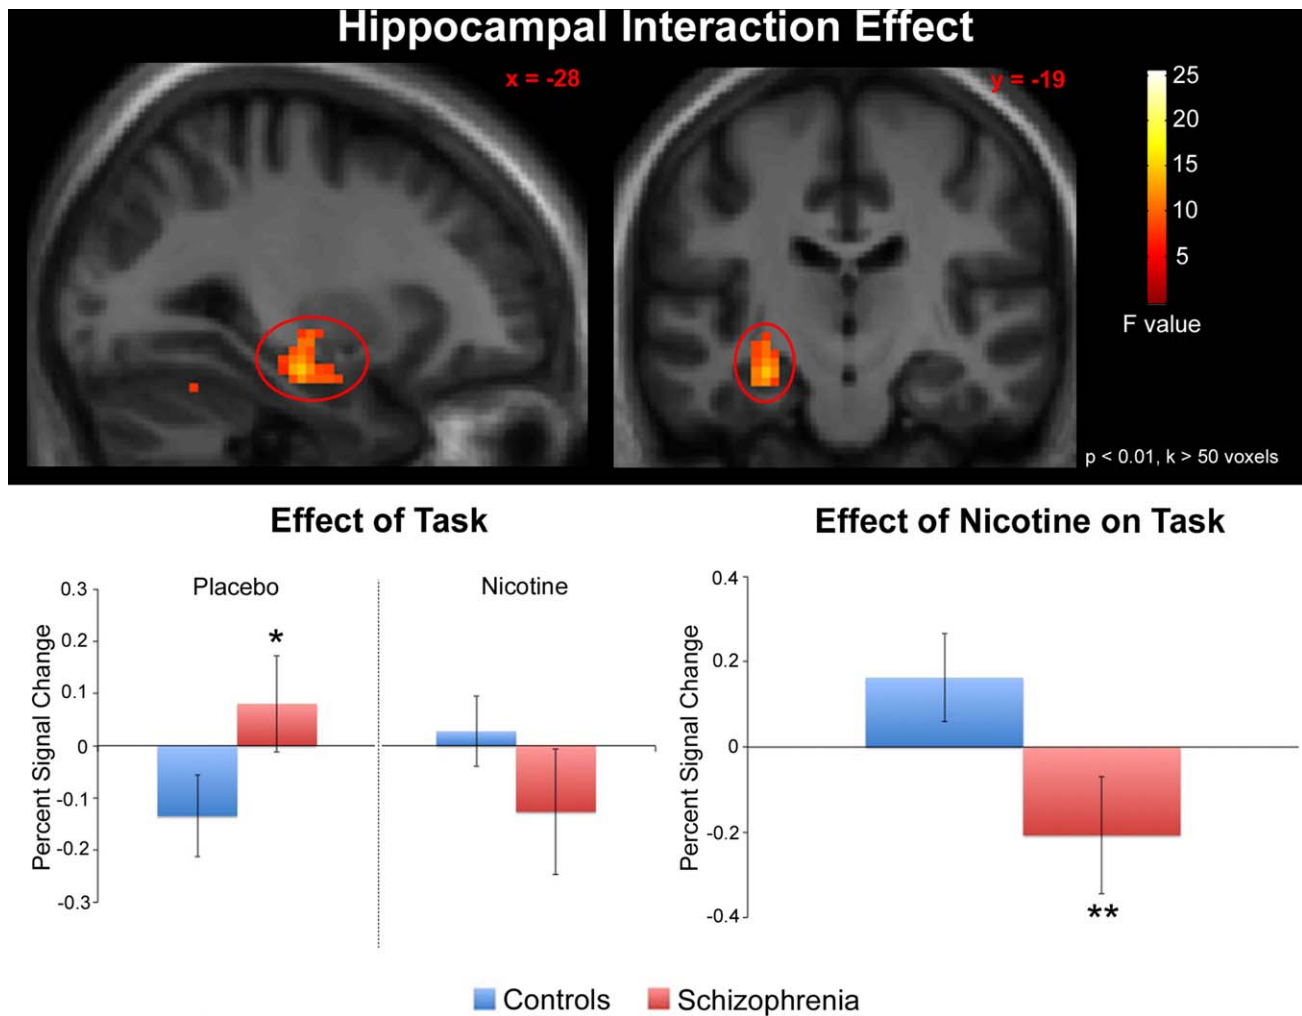 Hippocampal Interaction Effect
x = -28
y = -19
25
20
15
10
5
F value
p < 0.01, k > 50 voxels
Effect of Task
Placebo
Nicotine
Percent Signal Change
0.3
0.2
0.1
0
-0.1
-0.2
-0.3
*
Effect of Nicotine on Task
Percent Signal Change
0.4
0.2
0
-0.2
-0.4
**
Controls
Schizophrenia